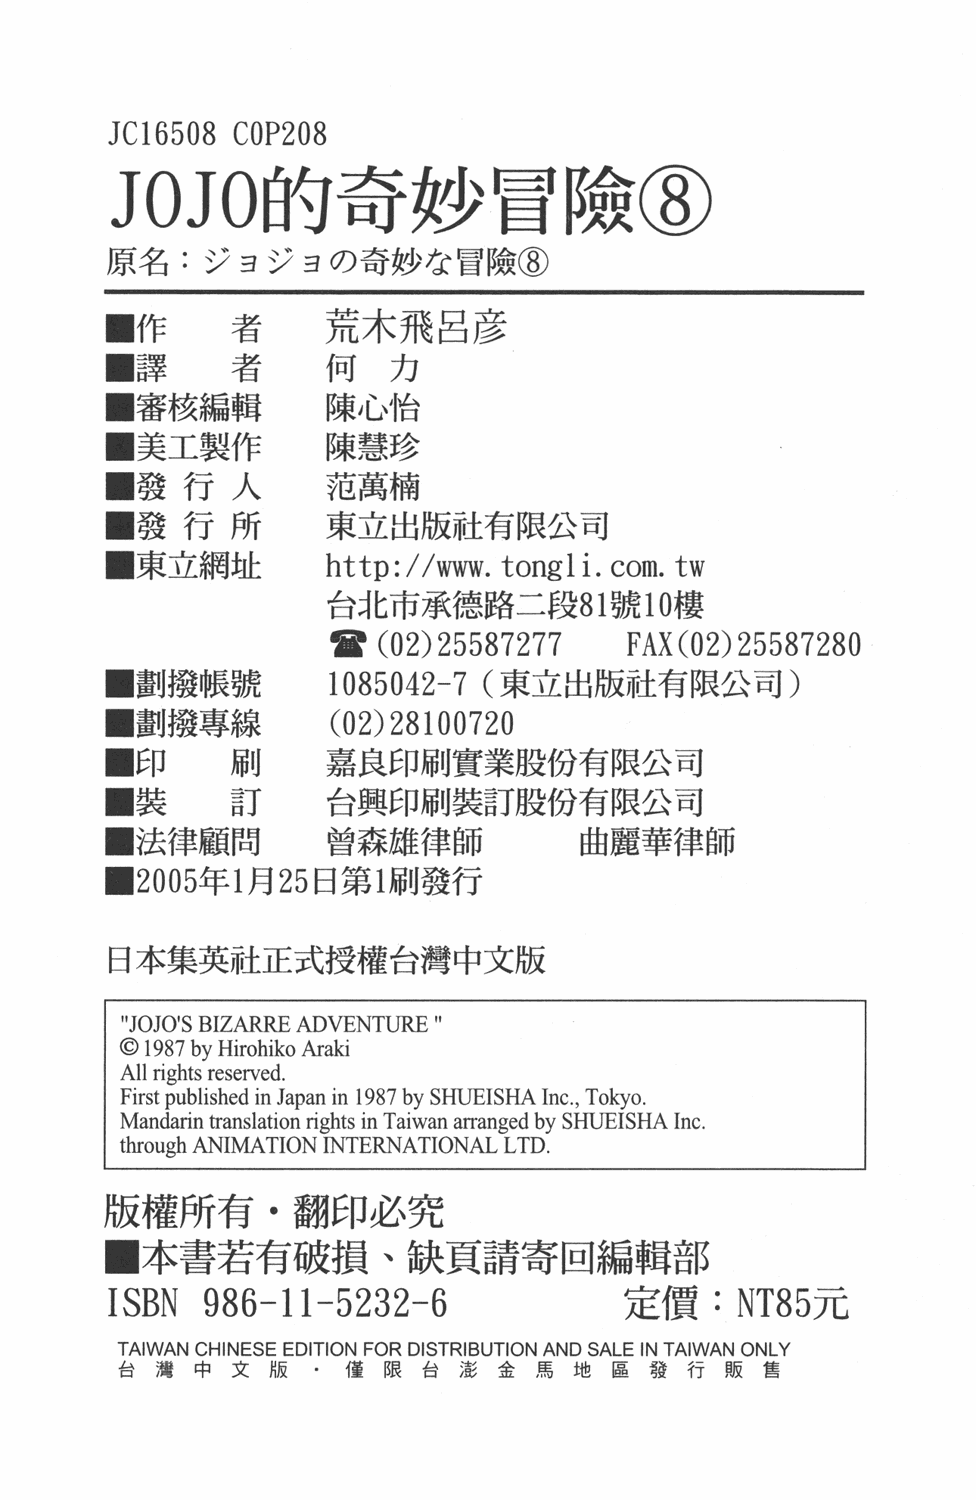 JC16508 C0P208
JOJO的奇妙冒險⑧
原名：ジョジョの奇妙な冒險⑧
■作　者　荒木飛呂彦
■譯　者　何　力
■審核編輯　陳心怡
■美工製作　陳慧珍
■發 行 人　范萬楠
■發 行 所　東立出版社有限公司
■東立網址　http://www.tongli.com.tw
台北市承德路二段81號10樓
☎(02)25587277　FAX(02)25587280
■劃撥帳號　1085042-7（東立出版社有限公司）
■劃撥專線　(02)28100720
■印　刷　嘉良印刷實業股份有限公司
■裝　訂　台興印刷裝訂股份有限公司
■法律顧問　曾森雄律師　曲麗華律師
■2005年1月25日第1刷發行
日本集英社正式授權台灣中文版
"JOJO'S BIZARRE ADVENTURE "
© 1987 by Hirohiko Araki
All rights reserved.
First published in Japan in 1987 by SHUEISHA Inc., Tokyo.
Mandarin translation rights in Taiwan arranged by SHUEISHA Inc.
through ANIMATION INTERNATIONAL LTD.
版權所有・翻印必究
■本書若有破損、缺頁請寄回編輯部
ISBN 986-11-5232-6　定價：NT85元
TAIWAN CHINESE EDITION FOR DISTRIBUTION AND SALE IN TAIWAN ONLY
台灣中文版・僅限台澎金馬地區發行販售